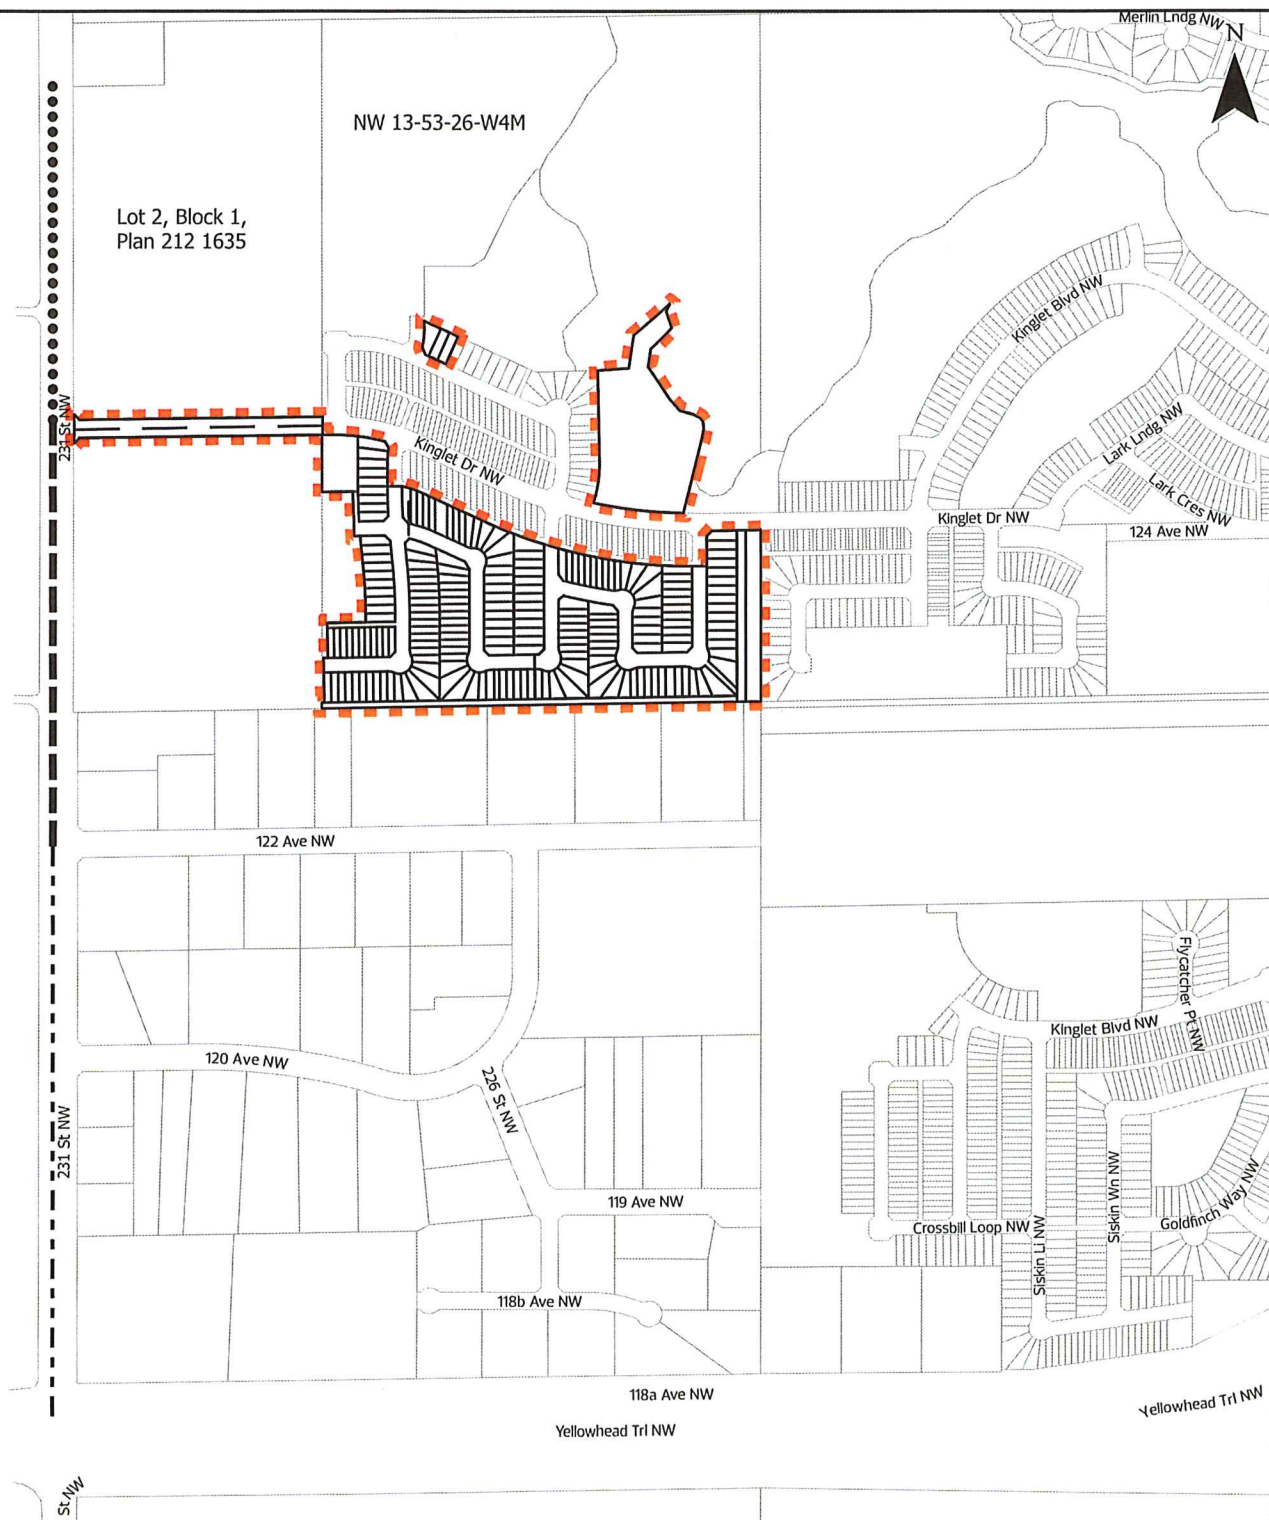 Merlin Lndg NW
N
NW 13-53-26-W4M
Lot 2, Block 1,
Plan 212 1635
Kinglet Blvd NW
231 St NW
Kinglet Dr NW
Lark Lndg NW
Lark Cres NW
Kinglet Dr NW
124 Ave NW
122 Ave NW
Flycatcher Pt NW
Kinglet Blvd NW
120 Ave NW
226 St NW
231 St NW
119 Ave NW
Siskin Wn NW
Crossbill Loop NW
Goldfinch Way NW
Siskin Li NW
118b Ave NW
118a Ave NW
Yellowhead Trl NW
Yellowhead Trl NW
St NW